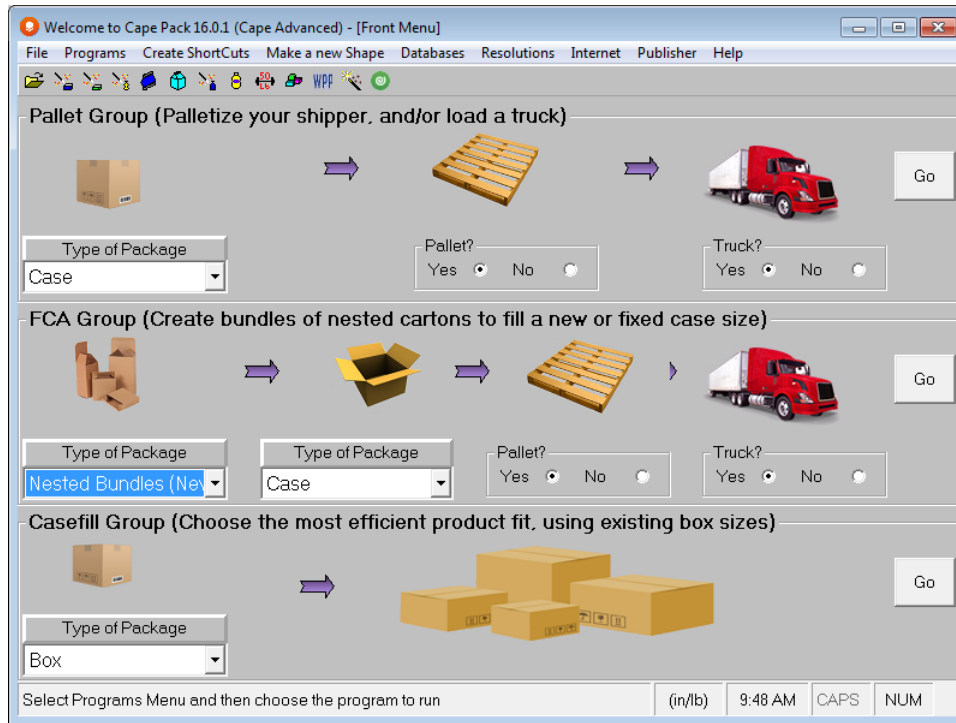 Welcome to Cape Pack 16.0.1 (Cape Advanced) - [Front Menu]
File Programs Create ShortCuts Make a new Shape Databases Resolutions Internet Publisher Help
WPP
Pallet Group (Palletize your shipper, and/or load a truck)
Go
Type of Package
Pallet?
Truck?
Case
Yes No
Yes No
FCA Group (Create bundles of nested cartons to fill a new or fixed case size)
Go
Type of Package
Type of Package
Pallet?
Truck?
Nested Bundles (Nev
Case
Yes No
Yes No
Casefill Group (Choose the most efficient product fit, using existing box sizes)
Go
Type of Package
Box
Select Programs Menu and then choose the program to run (in/lb) 9:48 AM CAPS NUM